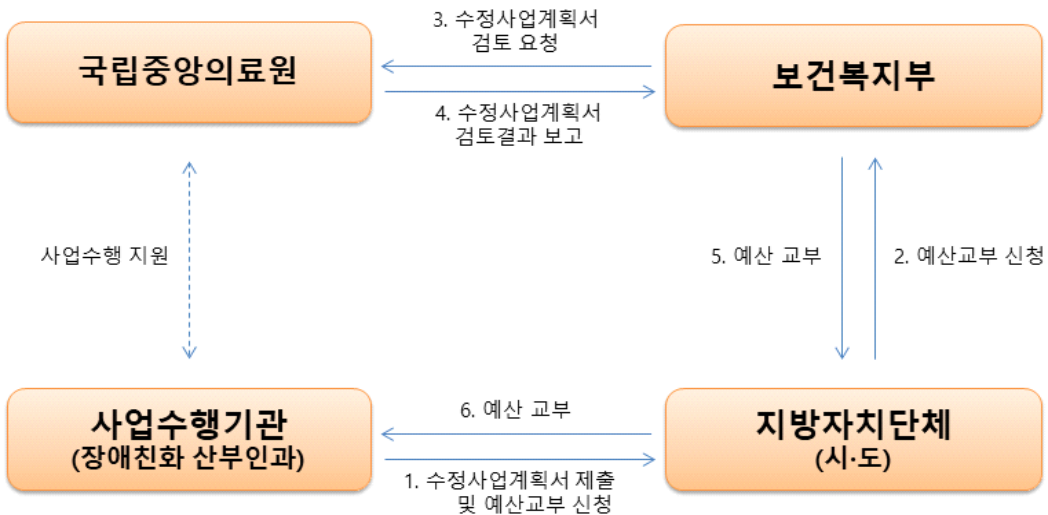 3. 수정사업계획서
검토 요청
국립중앙의료원
보건복지부
4. 수정사업계획서
검토결과 보고
사업수행 지원
5. 예산 교부
2. 예산교부 신청
사업수행기관
(장애친화 산부인과)
6. 예산 교부
지방자치단체
(시·도)
1. 수정사업계획서 제출
및 예산교부 신청